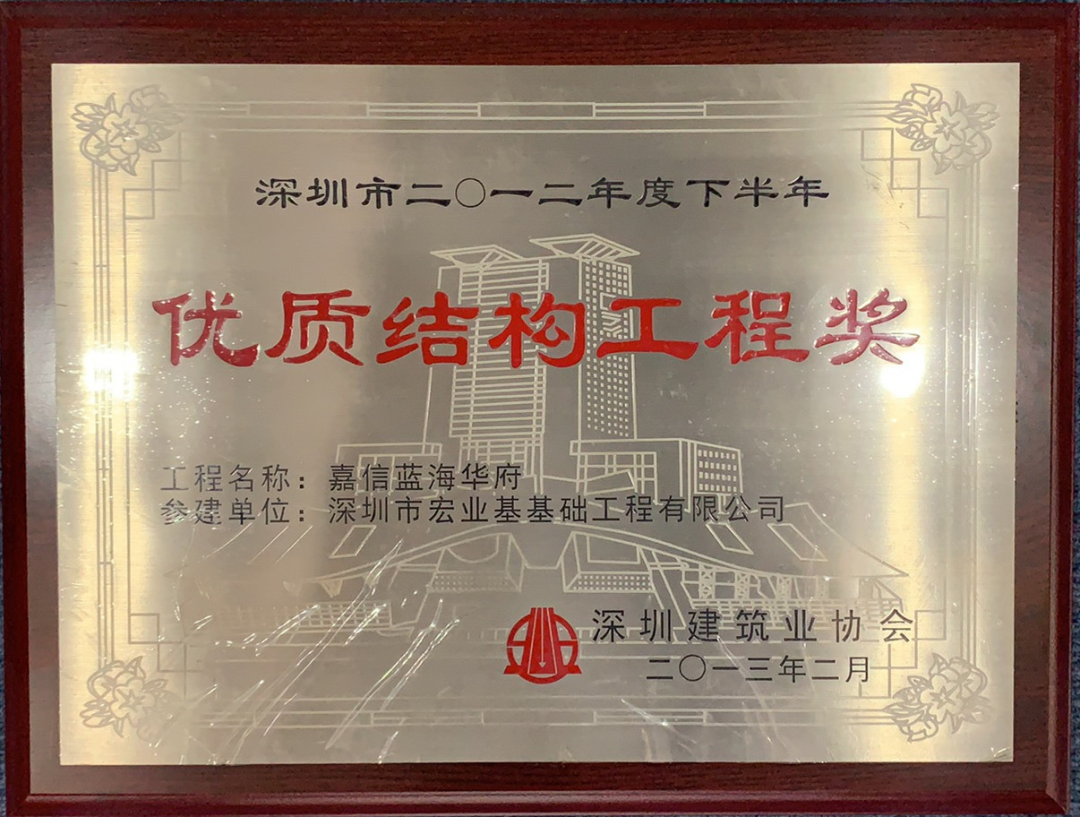 深圳市二〇一二年度下半年
优质结构工程奖
工程名称：嘉信蓝海华府
参建单位：深圳市宏业基基础工程有限公司
深圳建筑业协会
二〇一三年二月